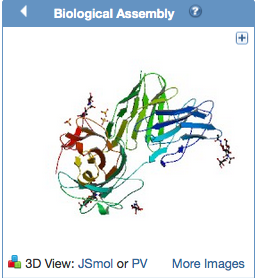 Biological Assembly ?
3D View: JSmol or PV More Images